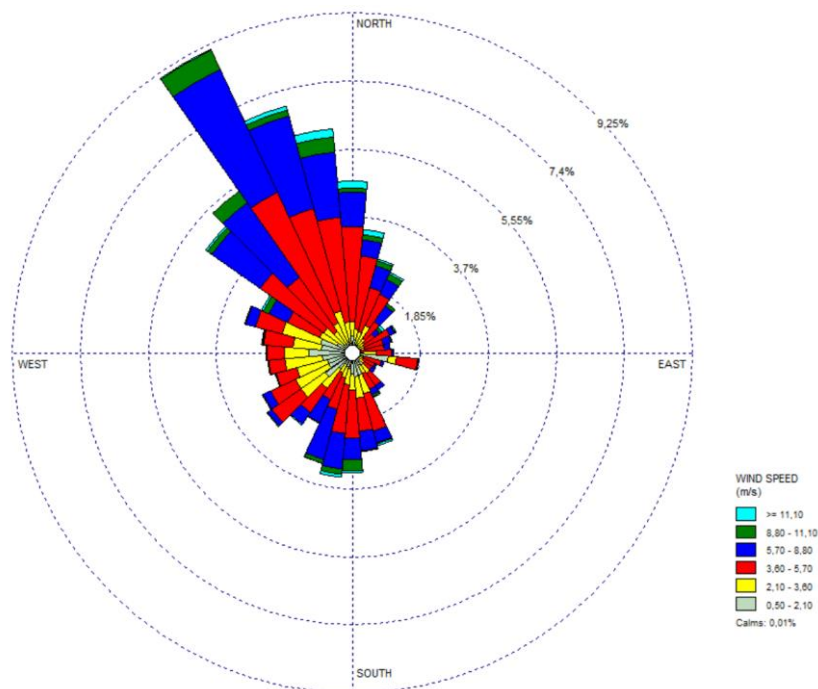 NORTH
9,25%
7,4%
5,55%
3,7%
1,85%
WEST
EAST
WIND SPEED
(m/s)
>= 11,10
8,80 - 11,10
5,70 - 8,80
3,60 - 5,70
2,10 - 3,60
0,50 - 2,10
Calms: 0,01%
SOUTH